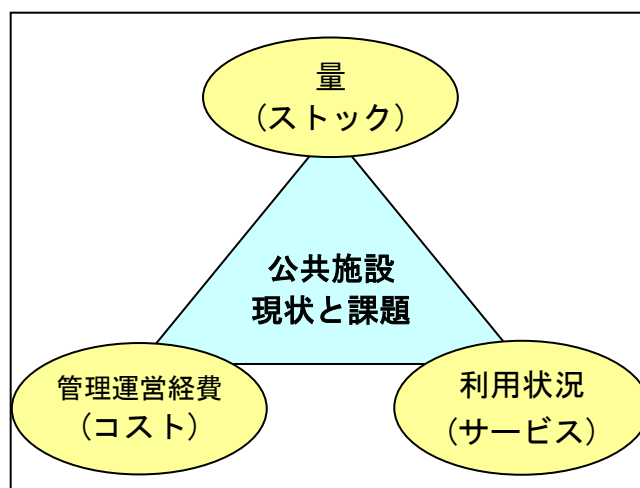 量
（ストック）
公共施設
現状と課題
管理運営経費
（コスト）
利用状況
（サービス）